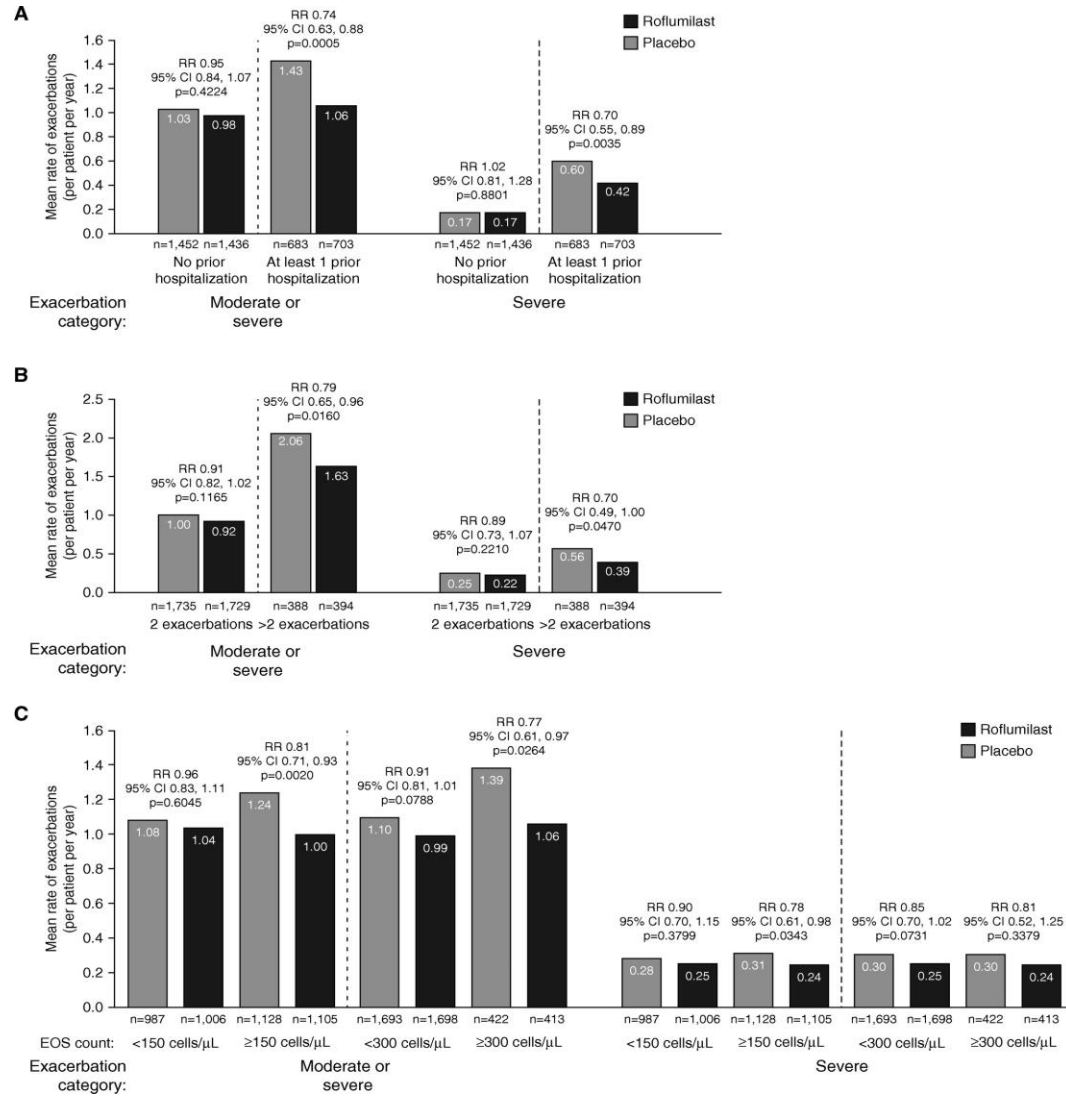 A
Roflumilast
Placebo
Mean rate of exacerbations
(per patient per year)
1.6
1.4
1.2
1.0
0.8
0.6
0.4
0.2
0.0
RR 0.95
95% CI 0.84, 1.07
p=0.4224
RR 0.74
95% CI 0.63, 0.88
p=0.0005
RR 1.02
95% CI 0.81, 1.28
p=0.8801
RR 0.70
95% CI 0.55, 0.89
p=0.0035
1.03 0.98 1.43 1.06 0.17 0.17 0.60 0.42
n=1,452 n=1,436 n=683 n=703 n=1,452 n=1,436 n=683 n=703
No prior
hospitalization
At least 1 prior
hospitalization
No prior
hospitalization
At least 1 prior
hospitalization
Exacerbation
category:
Moderate or
severe
Severe
B
Roflumilast
Placebo
Mean rate of exacerbations
(per patient per year)
2.5
2.0
1.5
1.0
0.5
0.0
RR 0.91
95% CI 0.82, 1.02
p=0.1165
RR 0.79
95% CI 0.65, 0.96
p=0.0160
RR 0.89
95% CI 0.73, 1.07
p=0.2210
RR 0.70
95% CI 0.49, 1.00
p=0.0470
1.00 0.92 2.06 1.63 0.25 0.22 0.56 0.39
n=1,735 n=1,729 n=388 n=394 n=1,735 n=1,729 n=388 n=394
2 exacerbations >2 exacerbations 2 exacerbations >2 exacerbations
Exacerbation
category:
Moderate or
severe
Severe
C
Roflumilast
Placebo
Mean rate of exacerbations
(per patient per year)
1.6
1.4
1.2
1.0
0.8
0.6
0.4
0.2
0.0
RR 0.96
95% CI 0.83, 1.11
p=0.6045
RR 0.81
95% CI 0.71, 0.93
p=0.0020
RR 0.91
95% CI 0.81, 1.01
p=0.0788
RR 0.77
95% CI 0.61, 0.97
p=0.0264
RR 0.90
95% CI 0.70, 1.15
p=0.3799
RR 0.78
95% CI 0.61, 0.98
p=0.0343
RR 0.85
95% CI 0.70, 1.02
p=0.0731
RR 0.81
95% CI 0.52, 1.25
p=0.3379
1.08 1.04 1.24 1.00 1.10 0.99 1.39 1.06 0.28 0.25 0.31 0.24 0.30 0.25 0.30 0.24
n=987 n=1,006 n=1,128 n=1,105 n=1,693 n=1,698 n=422 n=413 n=987 n=1,006 n=1,128 n=1,105 n=1,693 n=1,698 n=422 n=413
EOS count: <150 cells/μL ≥150 cells/μL <300 cells/μL ≥300 cells/μL <150 cells/μL ≥150 cells/μL <300 cells/μL ≥300 cells/μL
Exacerbation
category:
Moderate or
severe
Severe